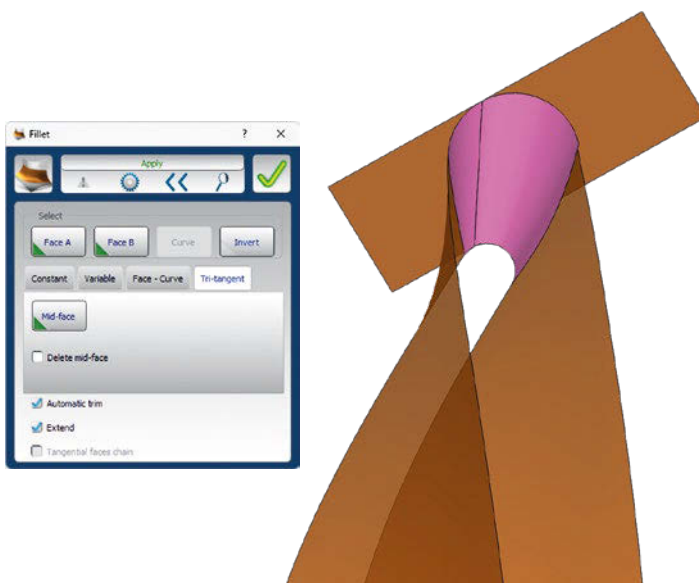 Fillet ? ×
Apply
Select
Face A Face B Curve Invert
Constant Variable Face - Curve Tri-tangent
Mid-face
Delete mid-face
Automatic trim
Extend
Tangential faces chain